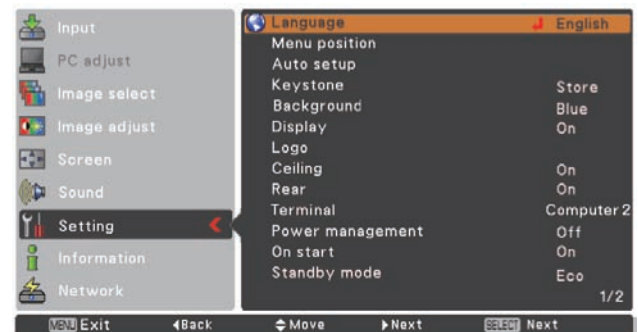 Input
PC adjust
Image select
Image adjust
Screen
Sound
Setting
Information
Network
Language English
Menu position
Auto setup
Keystone Store
Background Blue
Display On
Logo
Ceiling On
Rear On
Terminal Computer 2
Power management Off
On start On
Standby mode Eco
1/2
MENU Exit Back Move Next SELECT Next